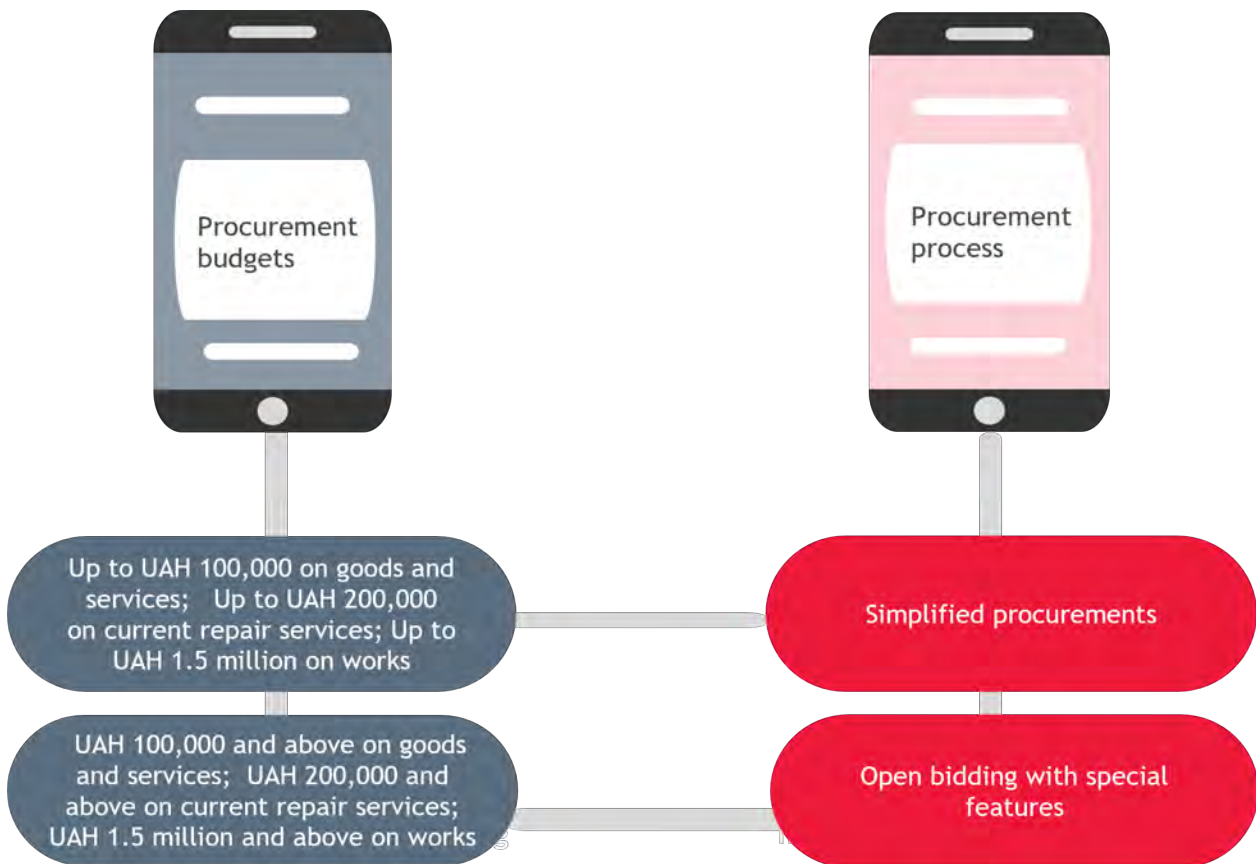 Procurement
budgets
Procurement
process
Up to UAH 100,000 on goods and
services; Up to UAH 200,000
on current repair services; Up to
UAH 1.5 million on works
Simplified procurements
UAH 100,000 and above on goods
and services; UAH 200,000 and
above on current repair services;
UAH 1.5 million and above on works
Open bidding with special
features